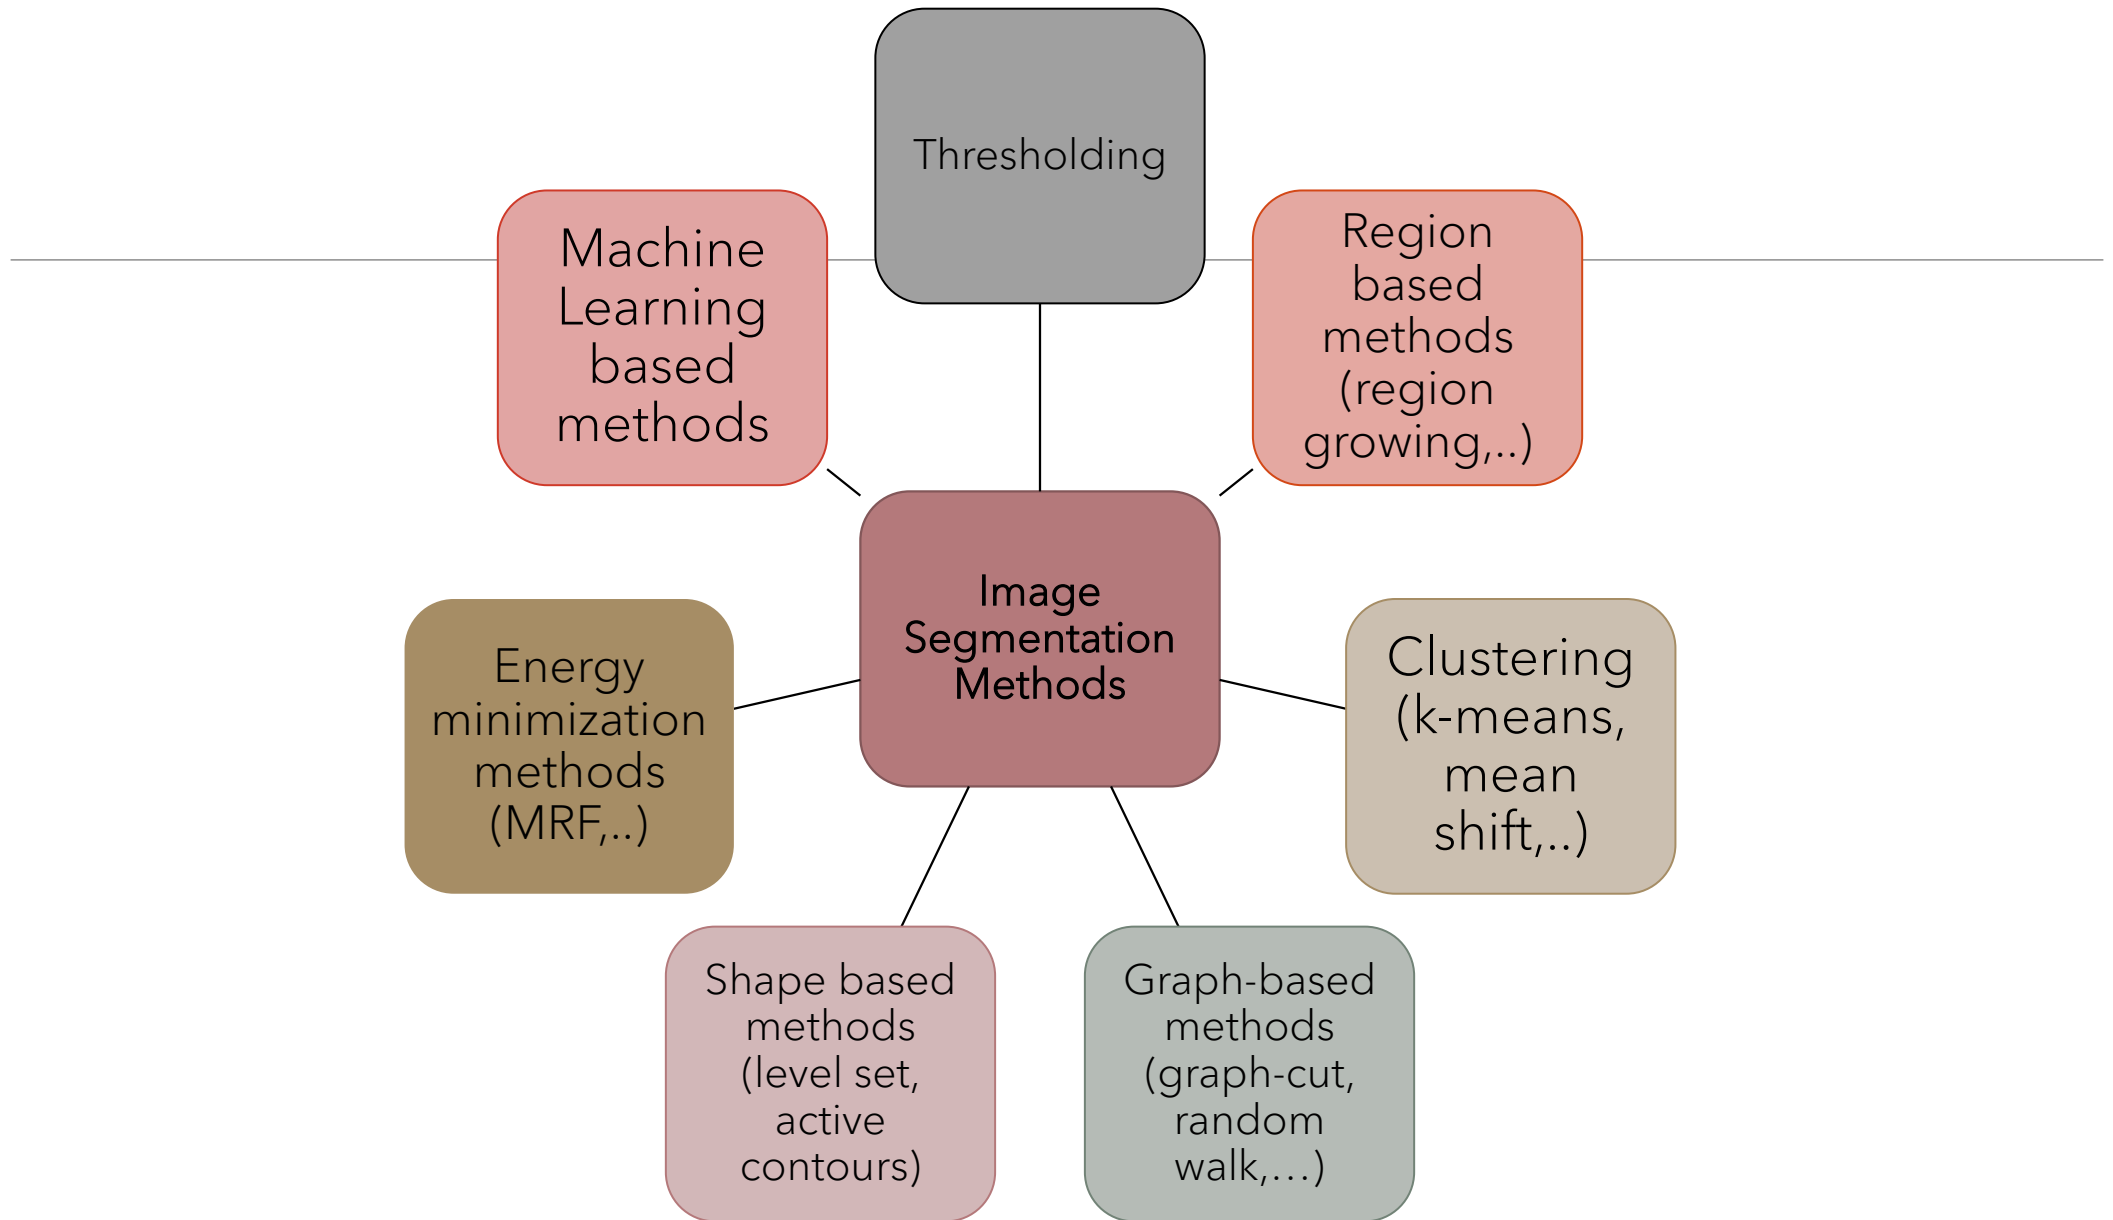 Thresholding
Machine
Learning
based
methods
Region
based
methods
(region
growing,..)
Image
Segmentation
Methods
Energy
minimization
methods
(MRF,..)
Clustering
(k-means,
mean
shift,..)
Shape based
methods
(level set,
active
contours)
Graph-based
methods
(graph-cut,
random
walk,...)